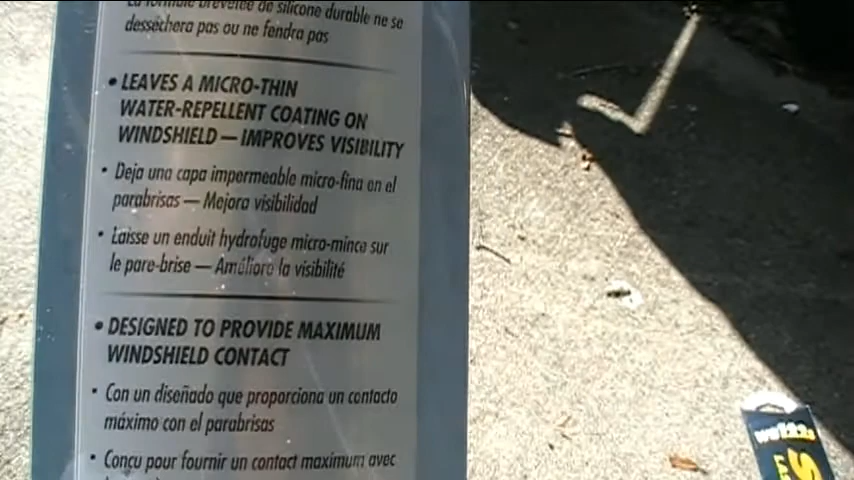 La formule brevetée de silicone durable ne se
desséchera pas ou ne fendra pas
• LEAVES A MICRO-THIN
WATER-REPELLENT COATING ON
WINDSHIELD — IMPROVES VISIBILITY
• Deja una capa impermeable micro-fina en el
parabrisas — Mejora visibilidad
• Laisse un enduit hydrofuge micro-mince sur
le pare-brise — Améliore la visibilité
• DESIGNED TO PROVIDE MAXIMUM
WINDSHIELD CONTACT
• Con un diseñado que proporciona un contacto
máximo con el parabrisas
• Conçu pour fournir un contact maximum avec